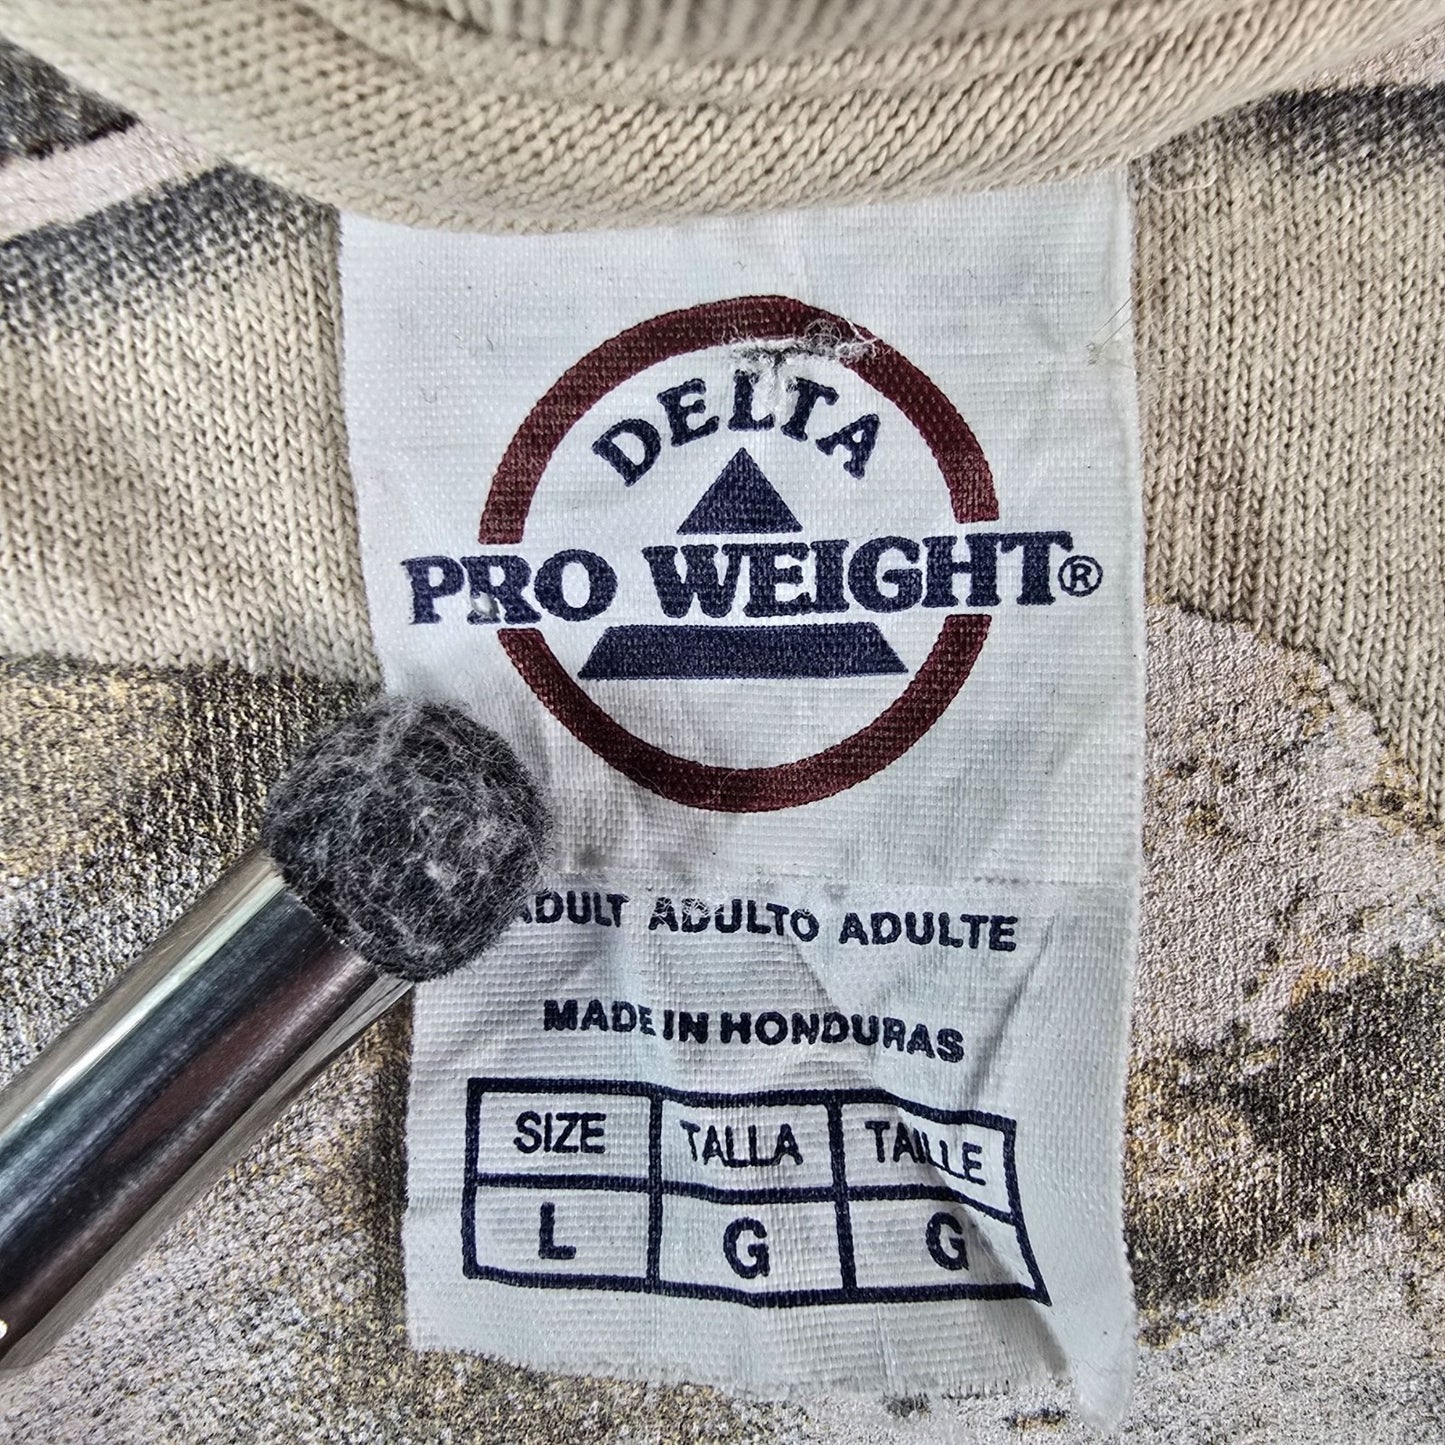 DELTA
PRO WEIGHT®
ADULT ADULTO ADULTE
MADE IN HONDURAS
SIZE TALLA TAILLE
L G G